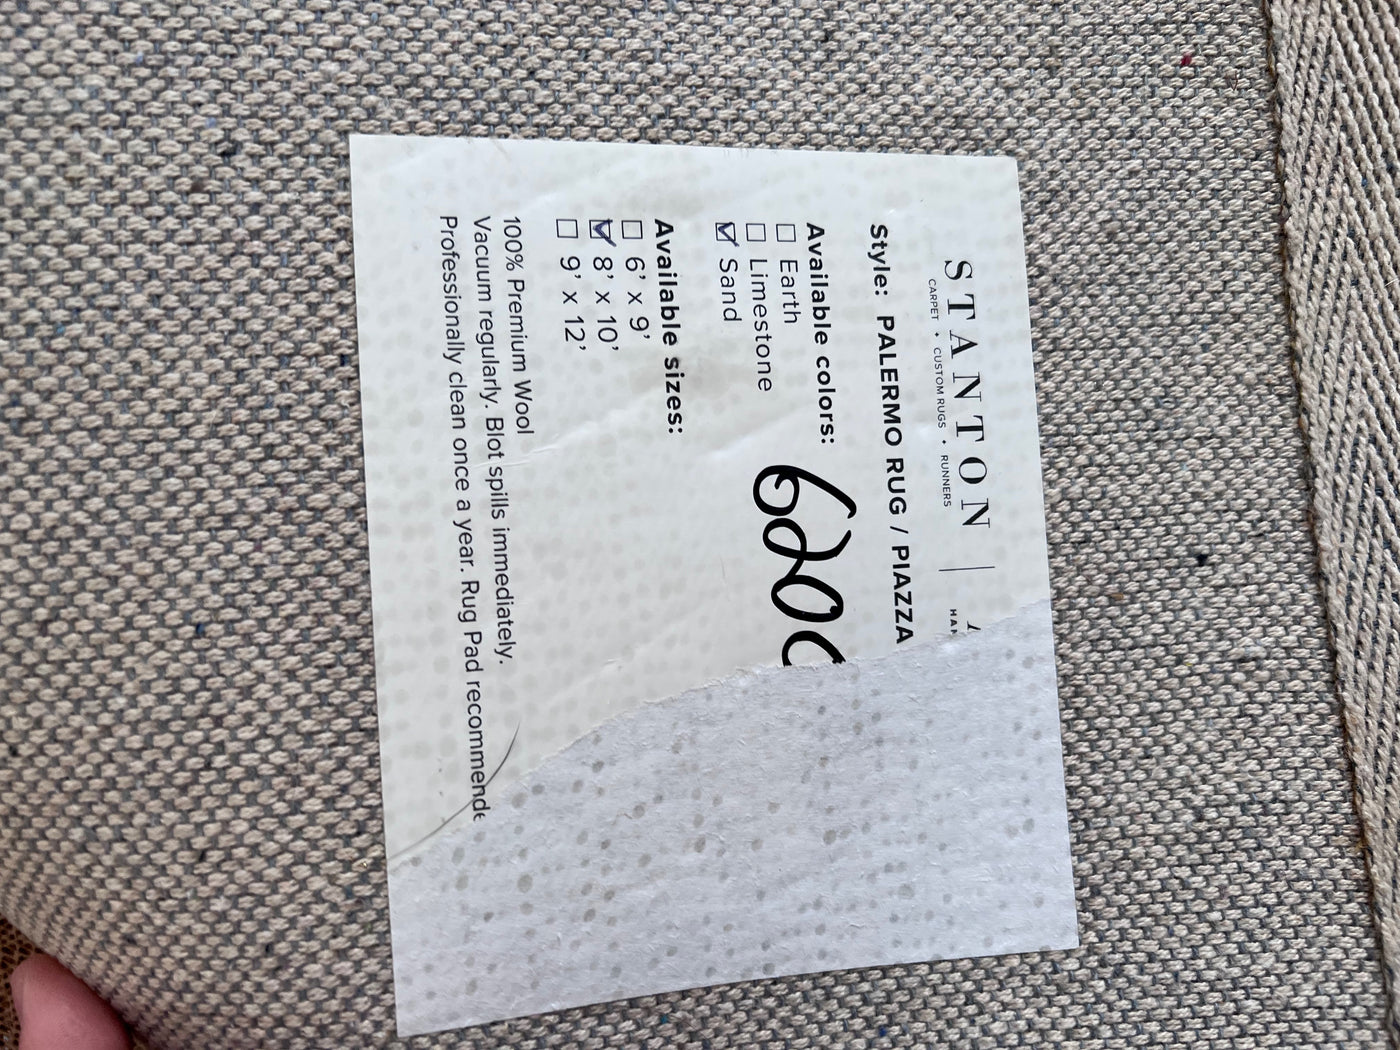 STANTON
CARPET • CUSTOM RUGS • RUNNERS
Style: PALERMO RUG / PIAZZA
Available colors:
Earth
Limestone
Sand
Available sizes:
6' x 9'
8' x 10'
9' x 12'
100% Premium Wool
Vacuum regularly. Blot spills immediately.
Professionally clean once a year. Rug Pad recommende
620